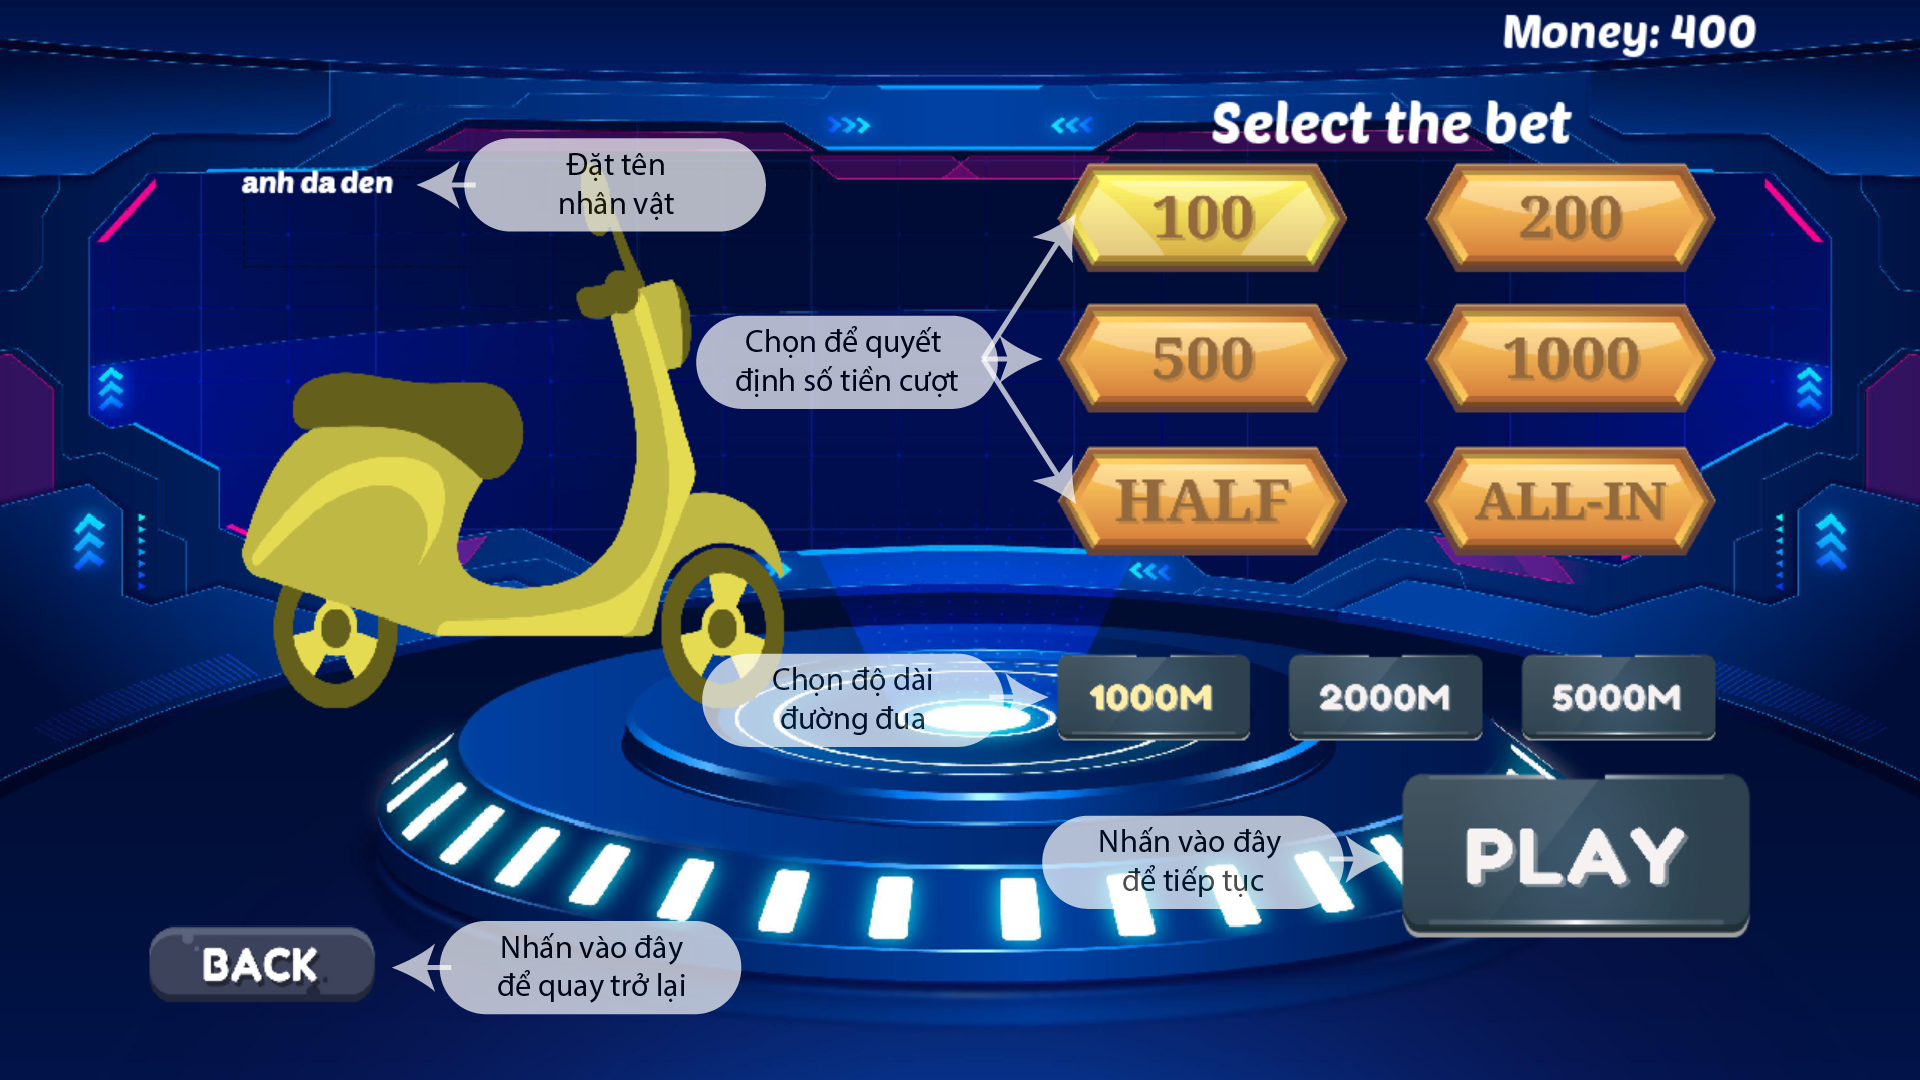 Money: 400
Select the bet
anh da den
Đặt tên
nhân vật
100
200
Chọn để quyết
định số tiền cượt
500
1000
HALF
ALL-IN
Chọn độ dài
đường đua
1000M
2000M
5000M
Nhấn vào đây
để tiếp tục
PLAY
BACK
Nhấn vào đây
để quay trở lại